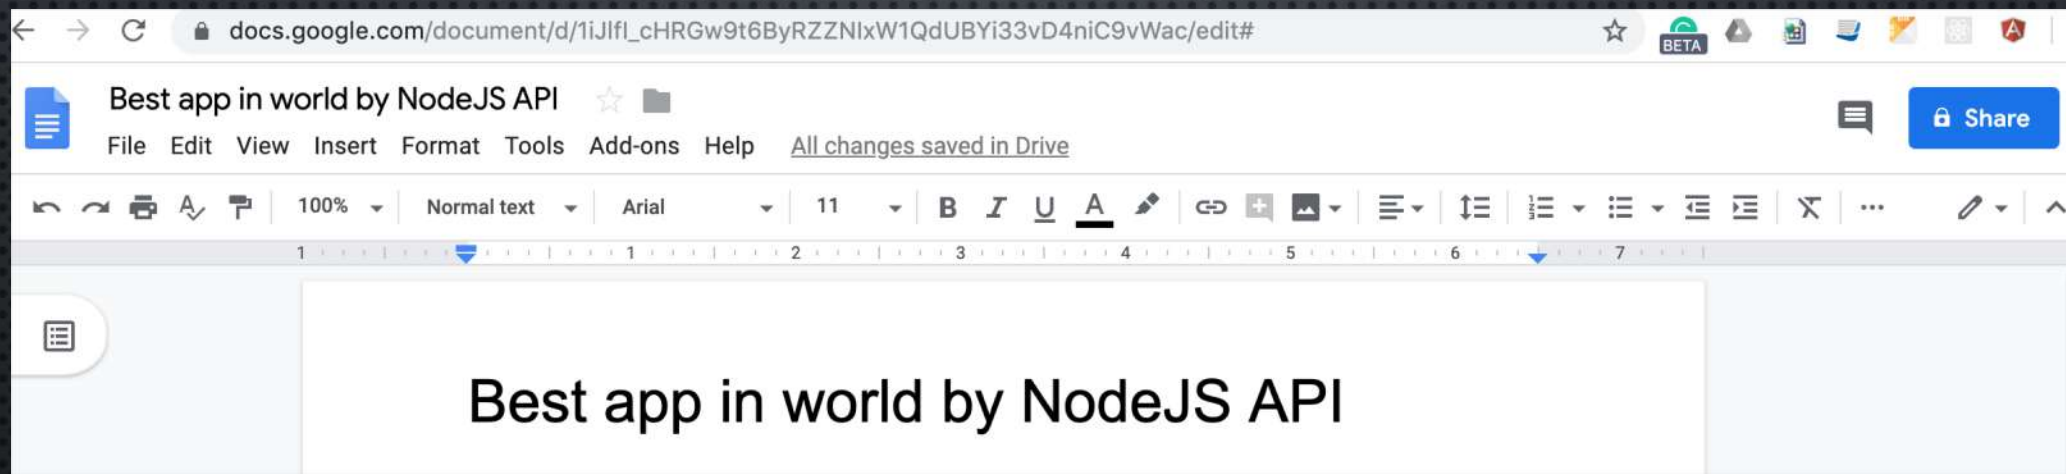 docs.google.com/document/d/1iJlfI_cHRGw9t6ByRZZNIxW1QdUBYi33vD4niC9vWac/edit#
BETA
Best app in world by NodeJS API
Share
File Edit View Insert Format Tools Add-ons Help All changes saved in Drive
100% Normal text Arial 11 B I U A
1 1 2 3 4 5 6 7
Best app in world by NodeJS API